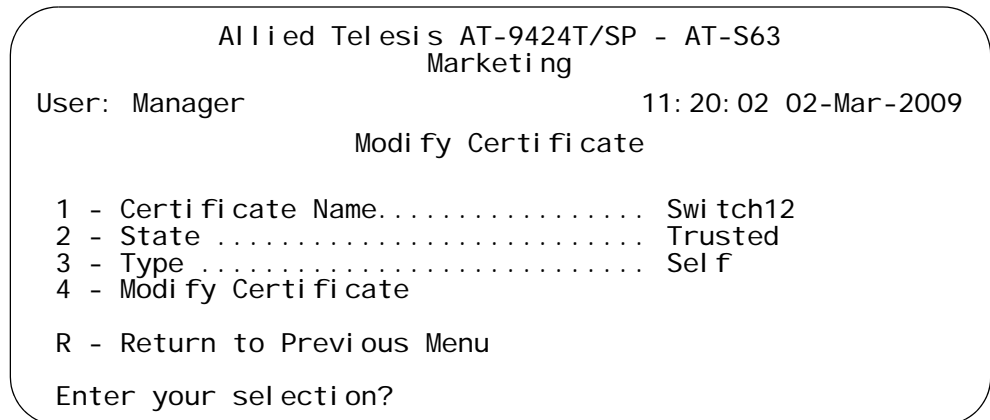 Allied Telesis AT-9424T/SP - AT-S63
Marketing
User: Manager 11:20:02 02-Mar-2009
Modify Certificate
1 - Certificate Name................. Switch12
2 - State ........................... Trusted
3 - Type ............................ Self
4 - Modify Certificate
R - Return to Previous Menu
Enter your selection?